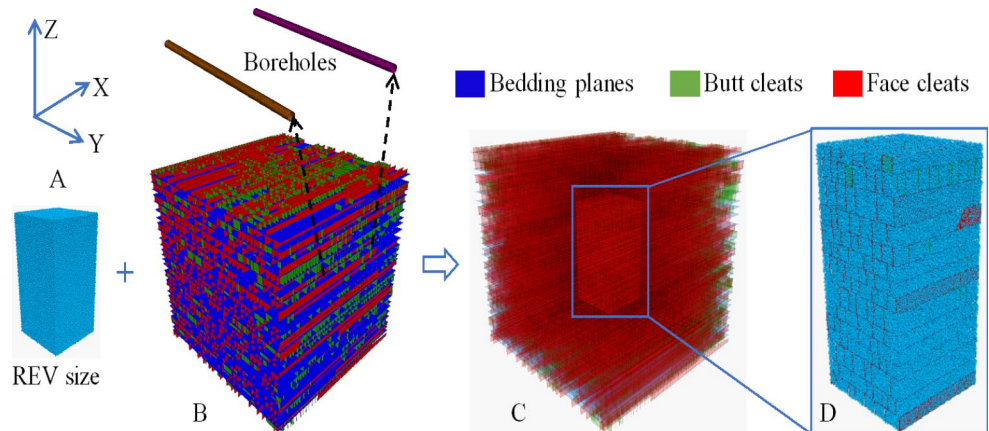 Z
X
Y
A
Boreholes
Bedding planes
Butt cleats
Face cleats
REV size
B
C
D